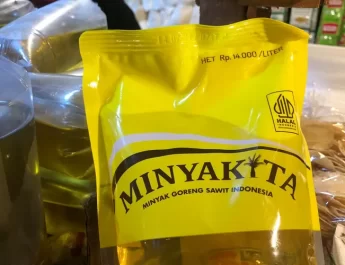 HET Rp. 14.000 /LITER
HALAL
MINYAKITA
MINYAK GORENG SAWIT INDONESIA